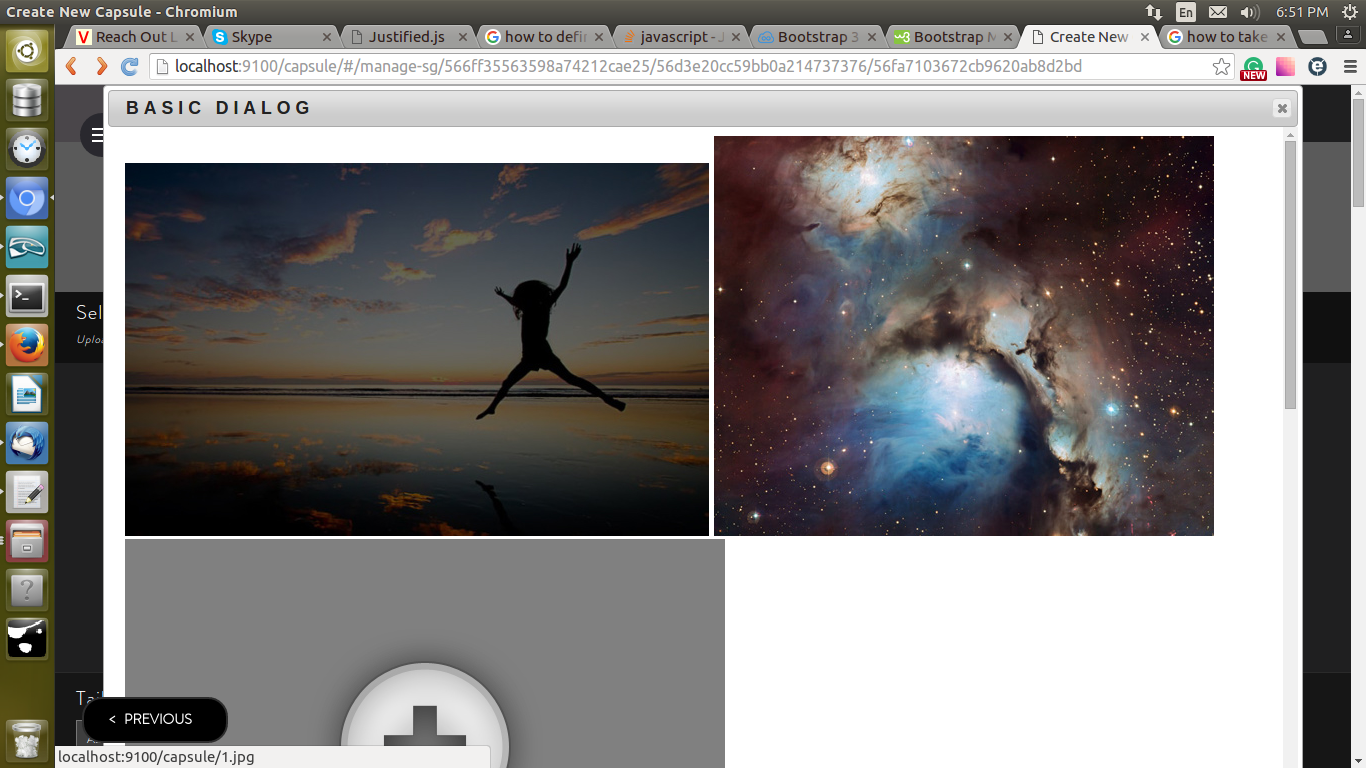 Create New Capsule - Chromium
En
6:51 PM
Reach Out L
Skype
Justified.js
how to defin
javascript - J
Bootstrap 3
Bootstrap M
Create New
how to take
localhost:9100/capsule/#/manage-sg/566ff35563598a74212cae25/56d3e20cc59bb0a214737376/56fa7103672cb9620ab8d2bd
NEW
BASIC DIALOG
Sel
Uploa
Tai
< PREVIOUS
localhost:9100/capsule/1.jpg